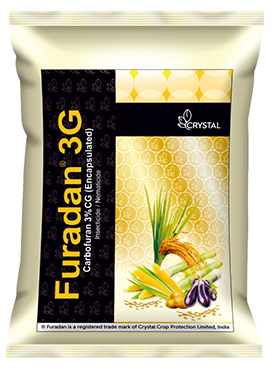 CRYSTAL
Furadan® 3G
Carbofuran 3%CG (Encapsulated)
Insecticide / Nematicide
® Furadan is a registered trade mark of Crystal Crop Protection Limited, India